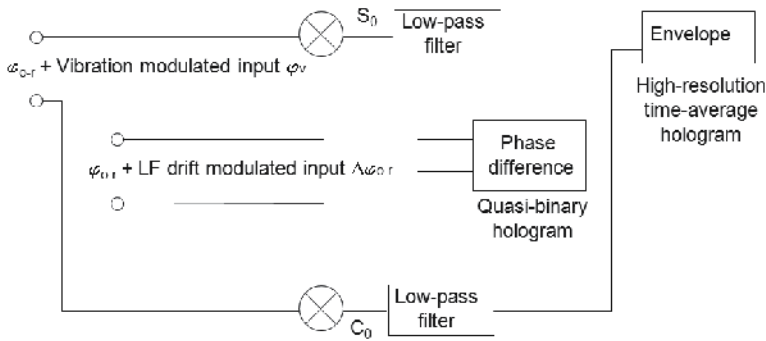 S0
Low-pass
filter
φo-r + Vibration modulated input φv
Envelope
High-resolution
time-average
hologram
φo-r + LF drift modulated input Δφo-r
Phase
difference
Quasi-binary
hologram
C0
Low-pass
filter